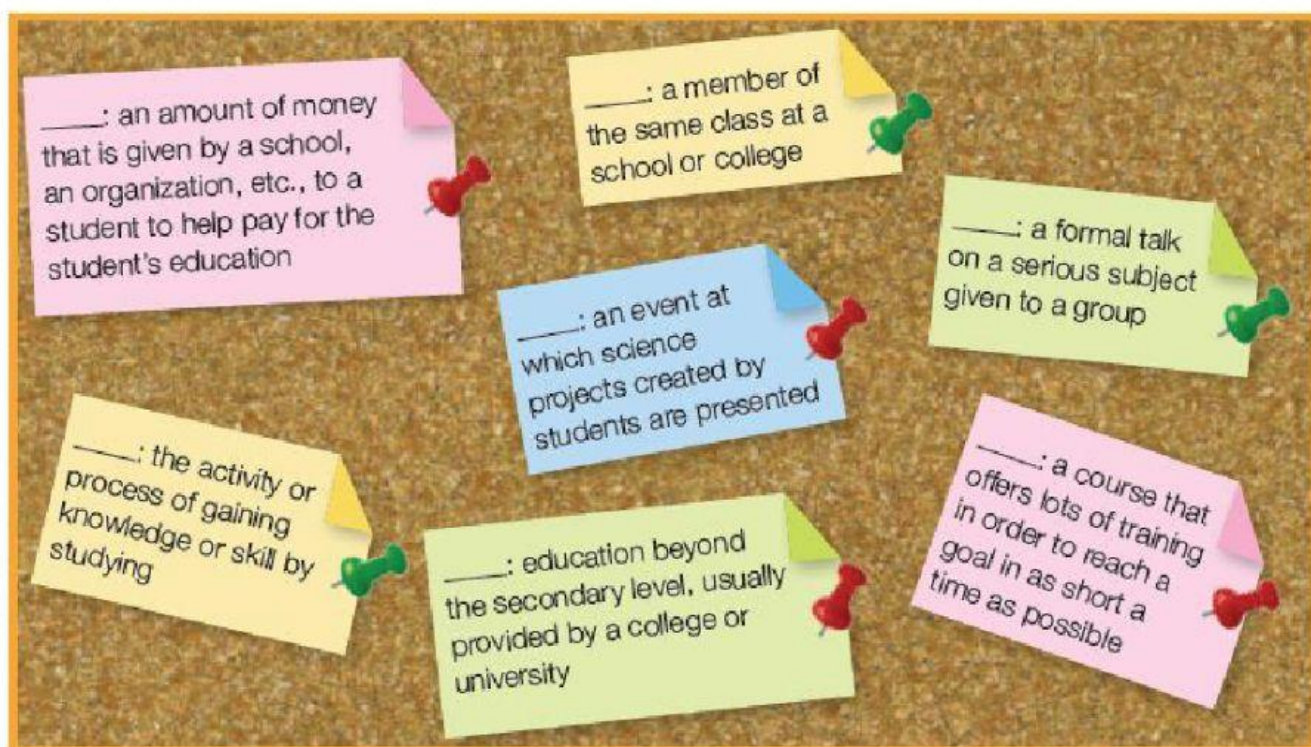 ____: an amount of money
that is given by a school,
an organization, etc., to a
student to help pay for the
student's education
____: a member of
the same class at a
school or college
____: a formal talk
on a serious subject
given to a group
____: an event at
which science
projects created by
students are presented
____: the activity or
process of gaining
knowledge or skill by
studying
____: education beyond
the secondary level, usually
provided by a college or
university
____: a course that
offers lots of training
in order to reach a
goal in as short a
time as possible